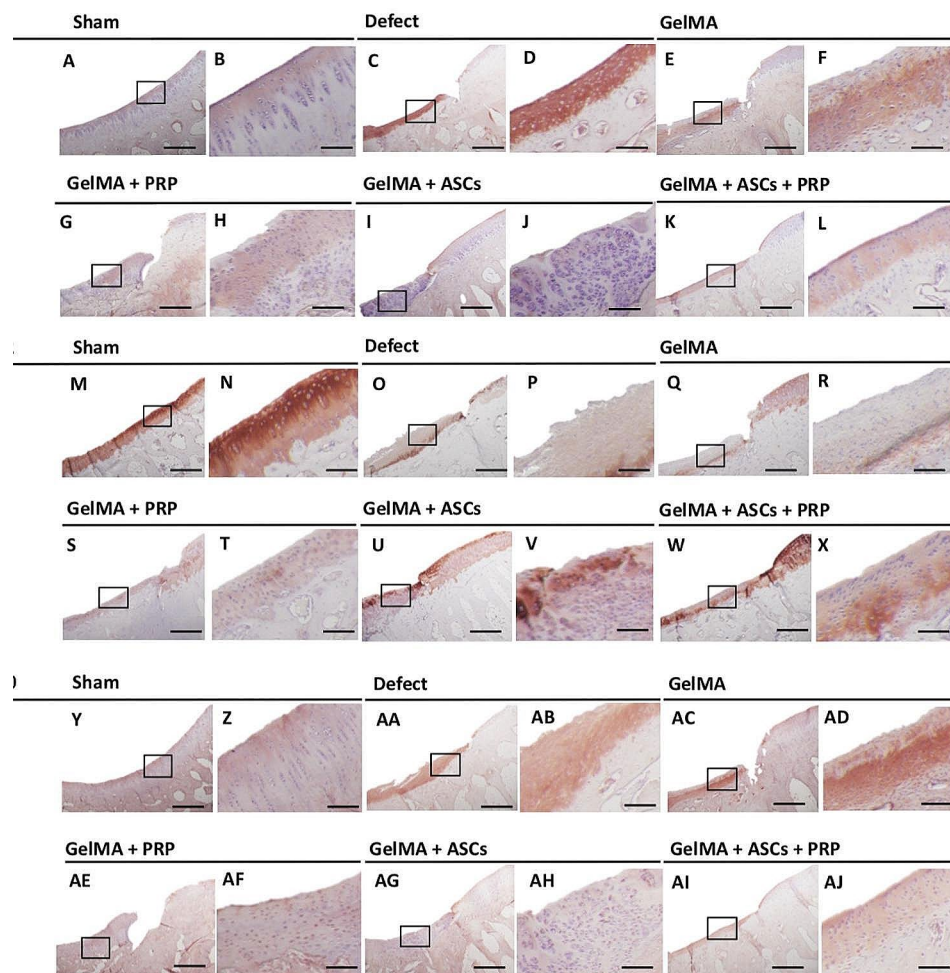 Sham Defect GelMA
A B C D E F
GelMA + PRP GelMA + ASCs GelMA + ASCs + PRP
G H I J K L
Sham Defect GelMA
M N O P Q R
GelMA + PRP GelMA + ASCs GelMA + ASCs + PRP
S T U V W X
Sham Defect GelMA
Y Z AA AB AC AD
GelMA + PRP GelMA + ASCs GelMA + ASCs + PRP
AE AF AG AH AI AJ